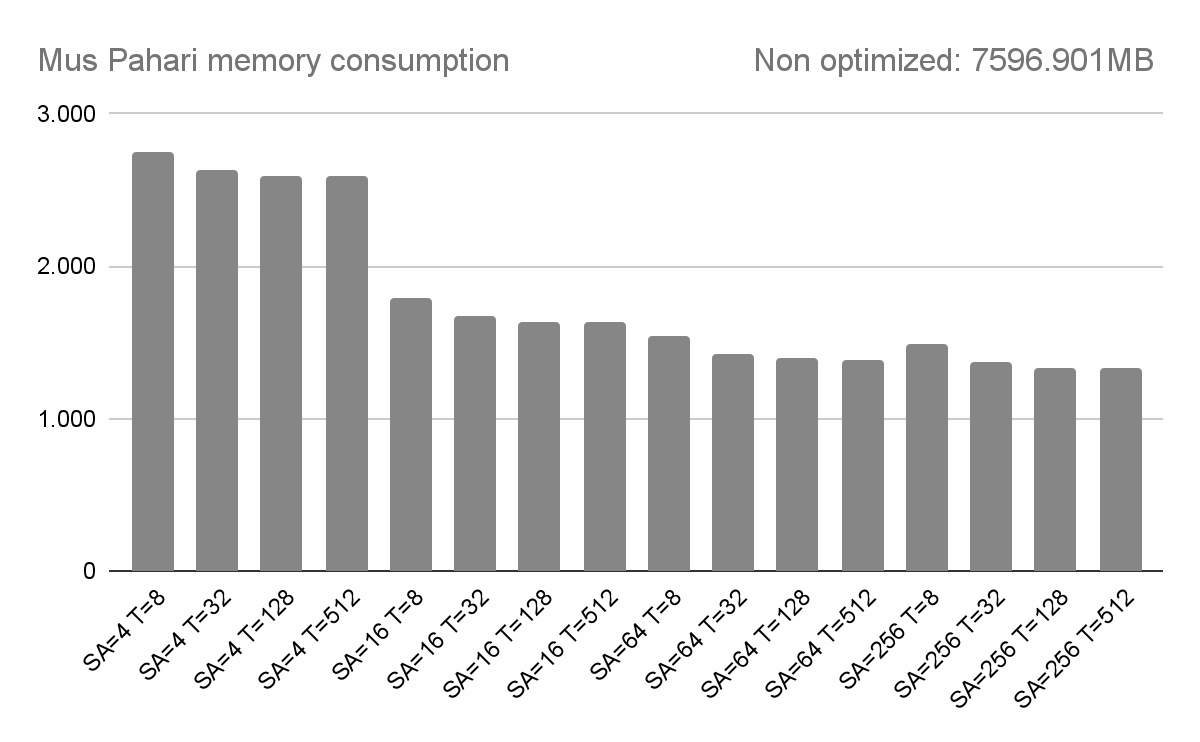 Mus Pahari memory consumption
Non optimized: 7596.901MB
3.000
2.000
1.000
0
SA=4 T=8
SA=4 T=32
SA=4 T=128
SA=4 T=512
SA=16 T=8
SA=16 T=32
SA=16 T=128
SA=16 T=512
SA=64 T=8
SA=64 T=32
SA=64 T=128
SA=64 T=512
SA=256 T=8
SA=256 T=32
SA=256 T=128
SA=256 T=512